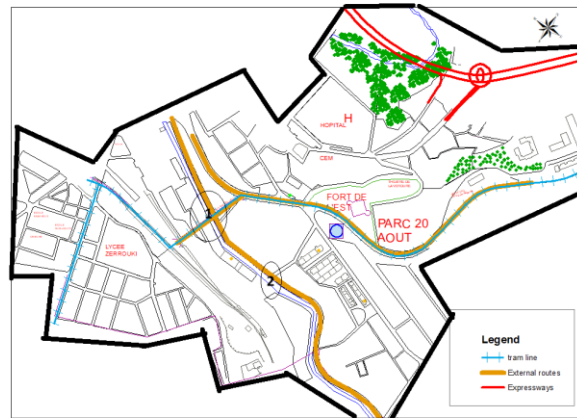 H
HOPITAL
CEM
FORT DE
L'EST
PARC 20
AOUT
1
2
LYCEE
ZERROUKI
Legend
tram line
External routes
Expressways